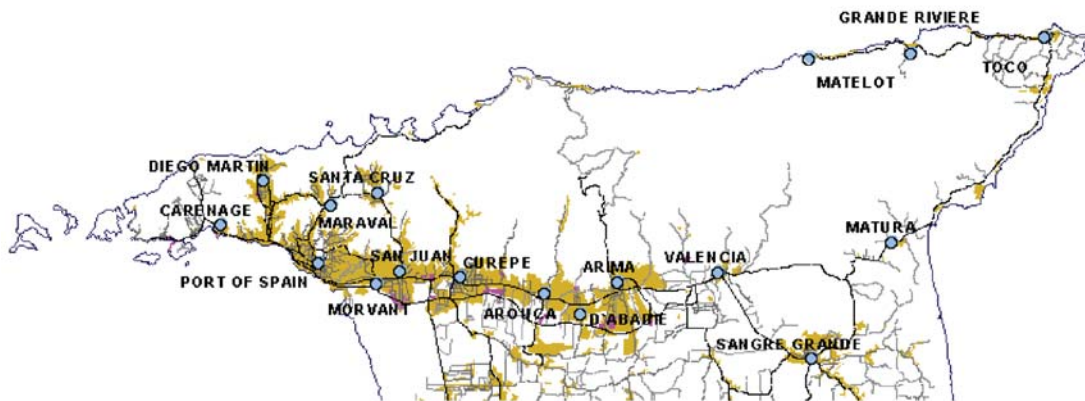 GRANDE RIVIERE
TOCO
MATELOT
DIEGO MARTIN
SANTA CRUZ
CARENAGE
MARAVAL
MATURA
SAN JUAN
CUREPE
ARIMA
VALENCIA
PORT OF SPAIN
MORVANT
AROUCA
D'ABADIE
SANGRE GRANDE